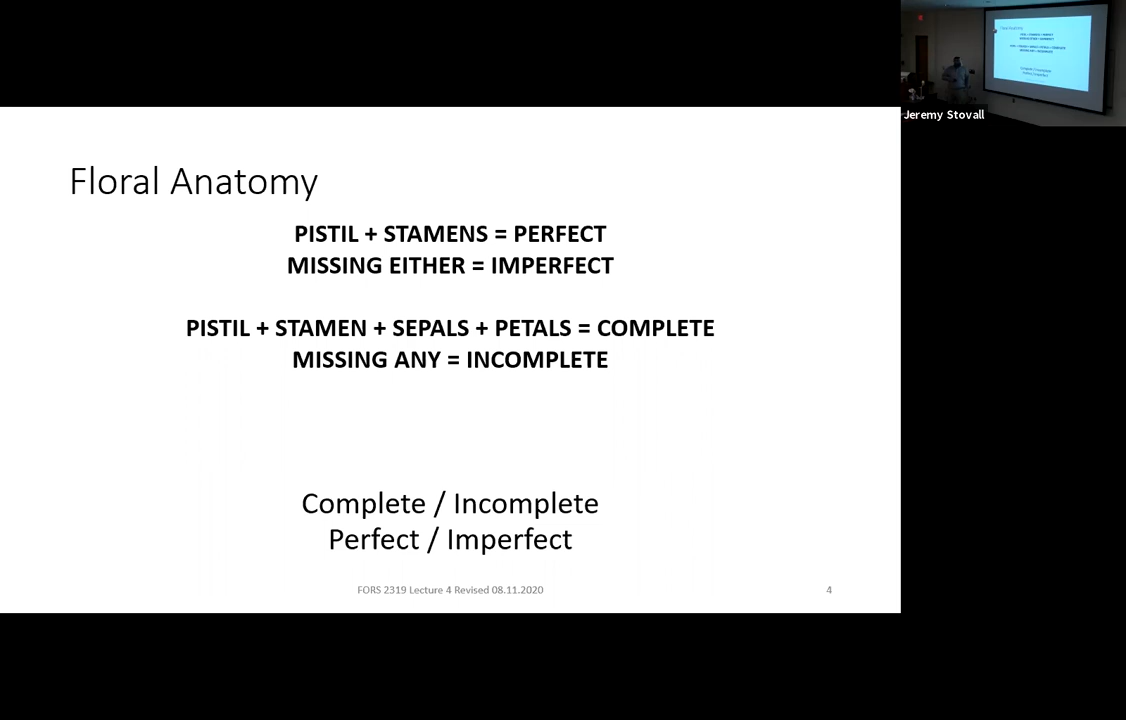 Floral Anatomy
PISTIL + STAMENS = PERFECT
MISSING EITHER = IMPERFECT
PISTIL + STAMEN + SEPALS + PETALS = COMPLETE
MISSING ANY = INCOMPLETE
Complete / Incomplete
Perfect / Imperfect
FORS 2319 Lecture 4 Revised 08.11.2020
4
Jeremy Stovall